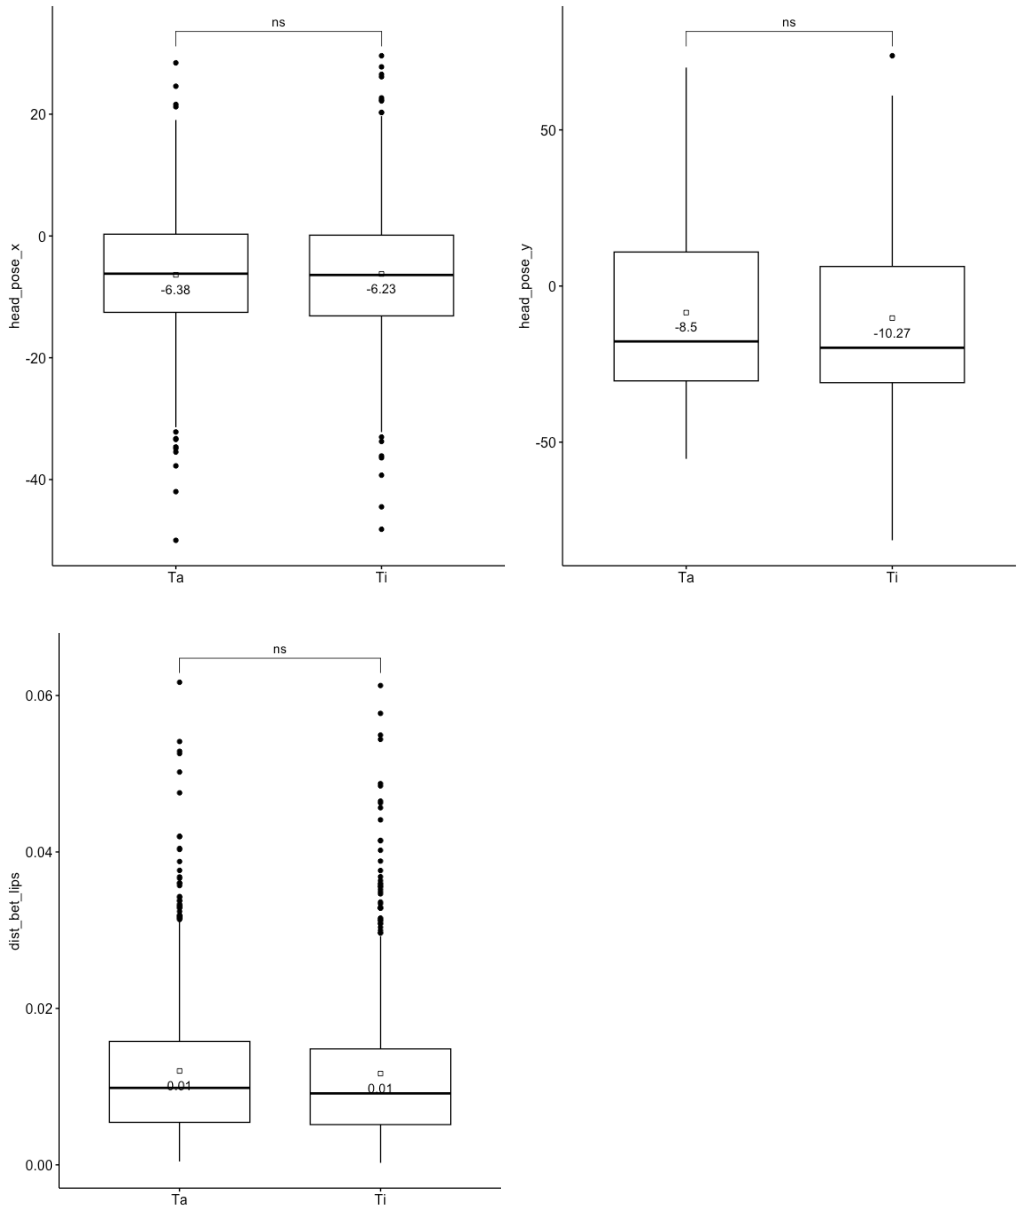 ns
head_pose_x
20
0
-20
-40
-6.38
-6.23
Ta
Ti
ns
head_pose_y
50
0
-50
-8.5
-10.27
Ta
Ti
ns
dist_bet_lips
0.06
0.04
0.02
0.00
0.01
0.01
Ta
Ti